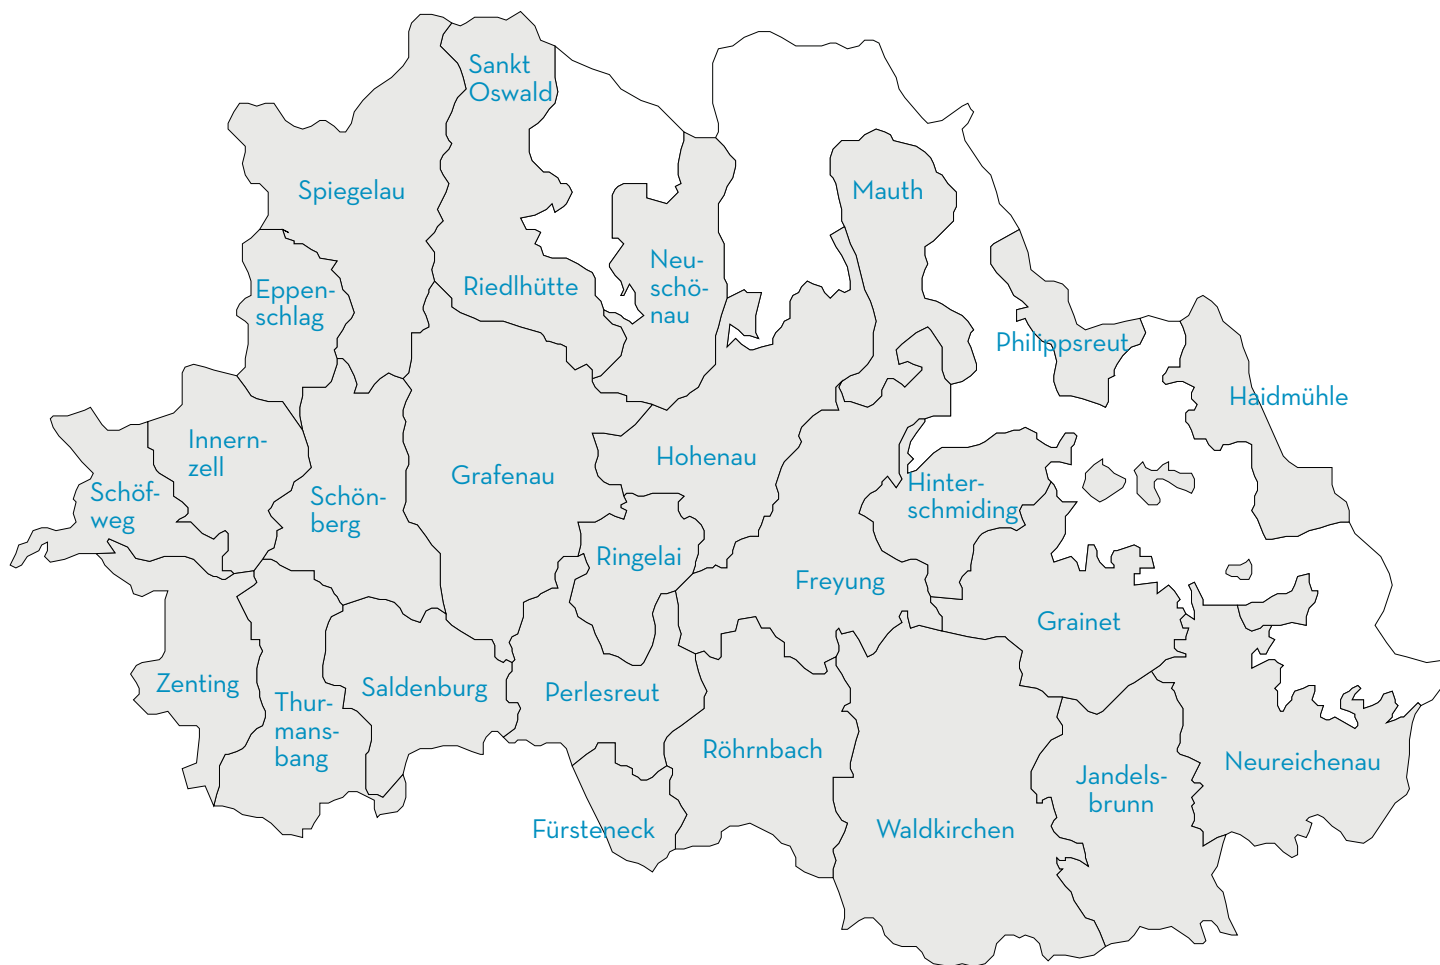 Sankt
Oswald
Spiegelau
Mauth
Neu-
schö-
nau
Riedlhütte
Eppen-
schlag
Philippsreut
Haidmühle
Innern-
zell
Hohenau
Grafenau
Schöf-
weg
Schön-
berg
Hinter-
schmiding
Ringelai
Freyung
Grainet
Zenting
Saldenburg
Perlesreut
Thur-
mans-
bang
Röhrnbach
Neureichenau
Jandels-
brunn
Fürsteneck
Waldkirchen